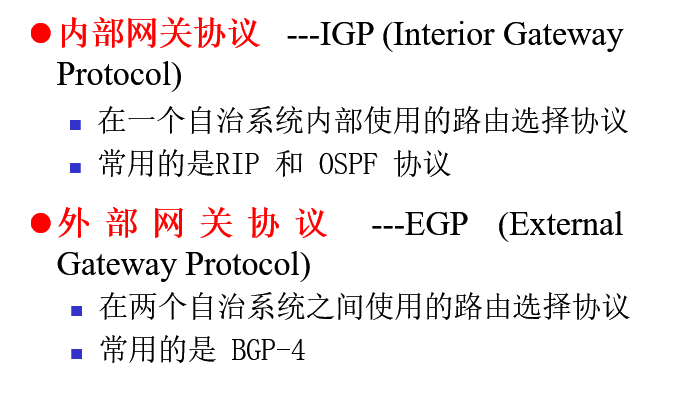 内部网关协议 ---IGP (Interior Gateway
Protocol)
在一个自治系统内部使用的路由选择协议
常用的是RIP 和 OSPF 协议
外部网关协议 ---EGP (External
Gateway Protocol)
在两个自治系统之间使用的路由选择协议
常用的是 BGP-4